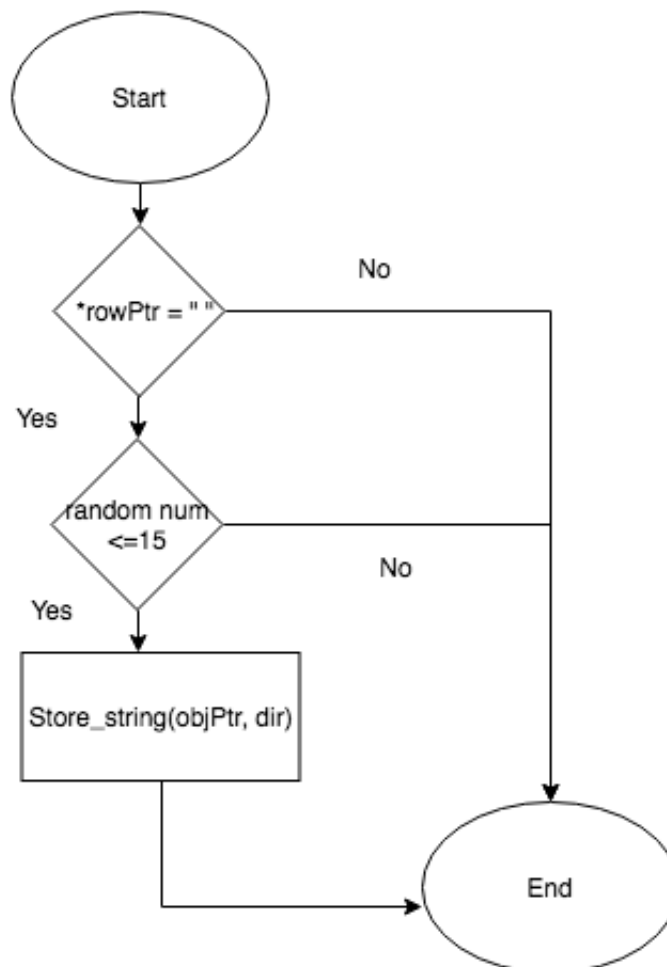 Start
No
*rowPtr = " "
Yes
random num
<=15
No
Yes
Store_string(objPtr, dir)
End